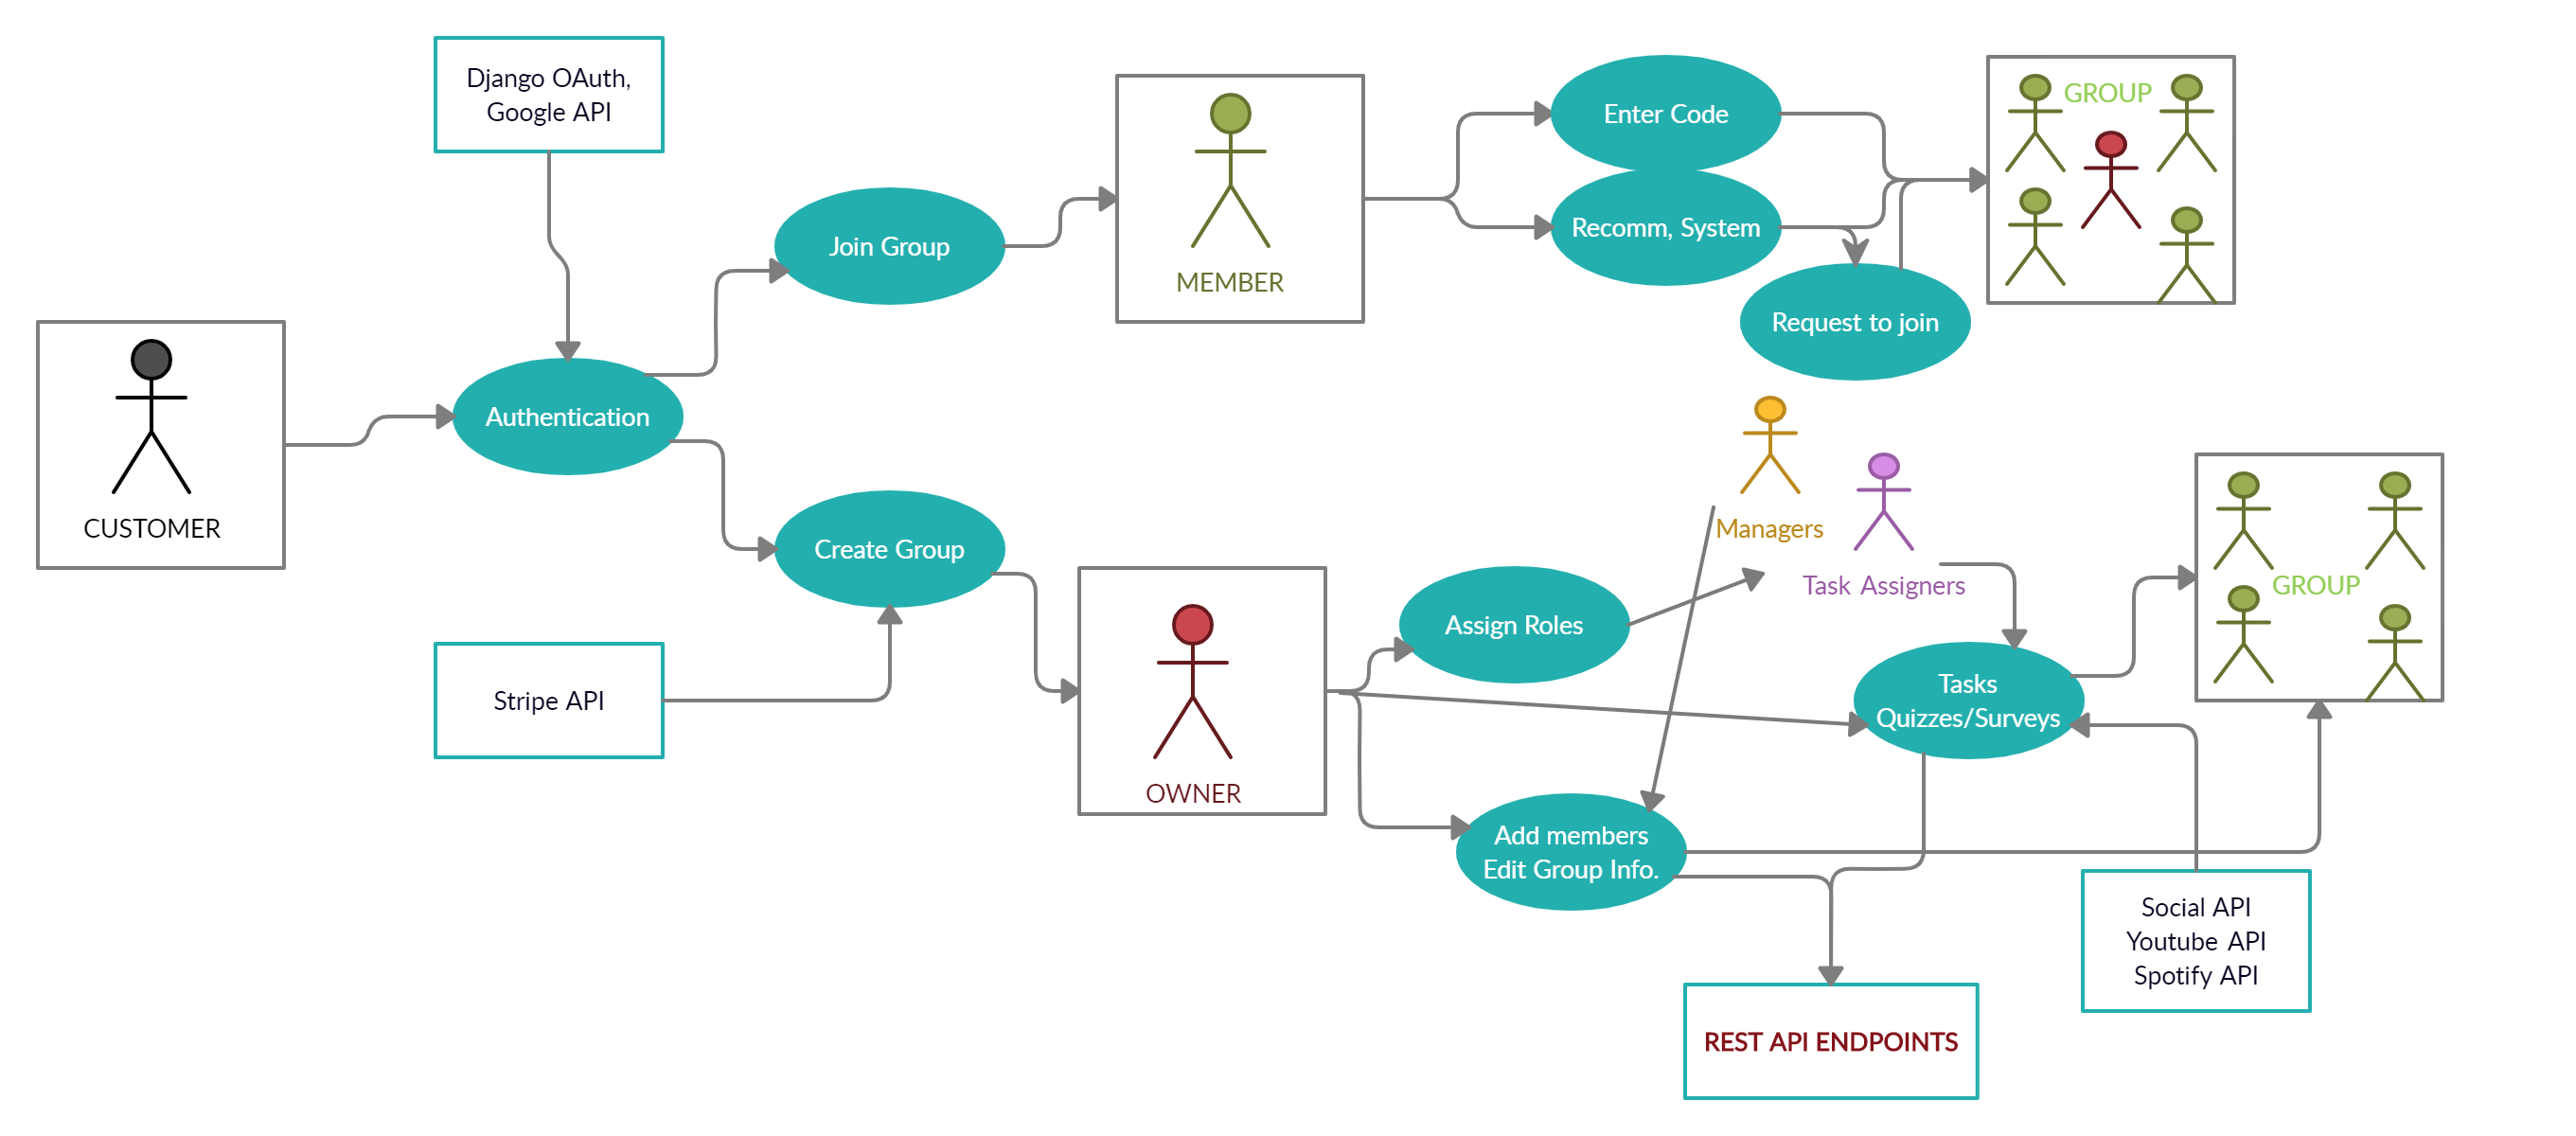 Django OAuth,
Google API
Enter Code
GROUP
Recomm, System
Join Group
MEMBER
Request to join
Authentication
CUSTOMER
Managers
Create Group
Task Assigners
GROUP
Assign Roles
Stripe API
Tasks
Quizzes/Surveys
OWNER
Add members
Edit Group Info.
Social API
Youtube API
Spotify API
REST API ENDPOINTS